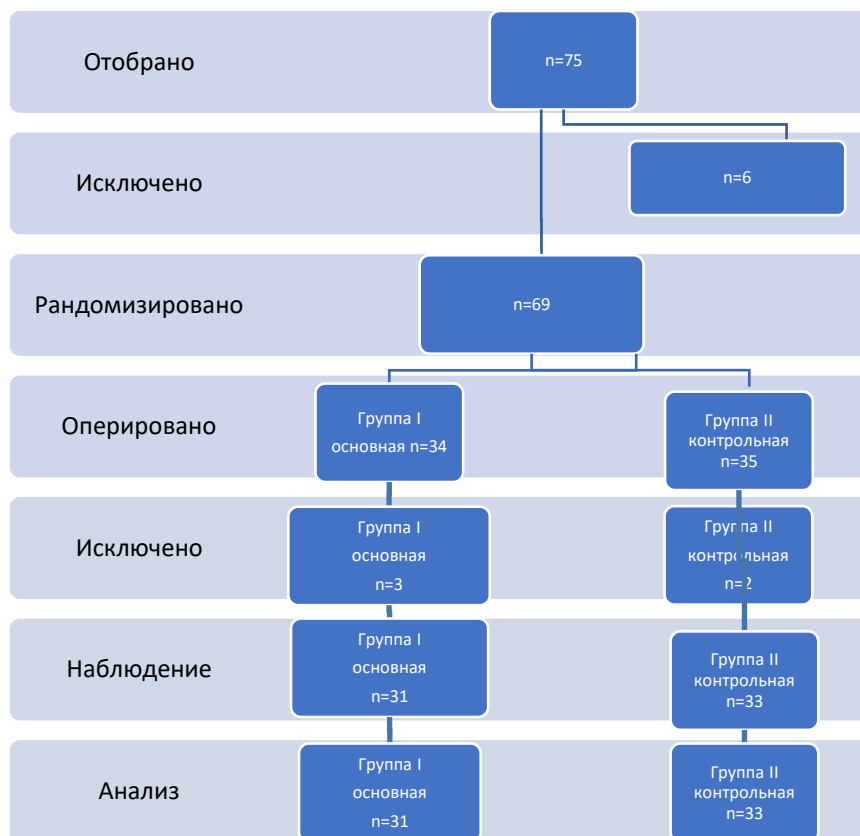 Отобрано
n=75
Исключено
n=6
Рандомизировано
n=69
Оперировано
Группа I
основная n=34
Группа II
контрольная
n=35
Исключено
Группа I
основная
n=3
Группа II
контрольная
n=2
Наблюдение
Группа I
основная
n=31
Группа II
контрольная
n=33
Анализ
Группа I
основная
n=31
Группа II
контрольная
n=33